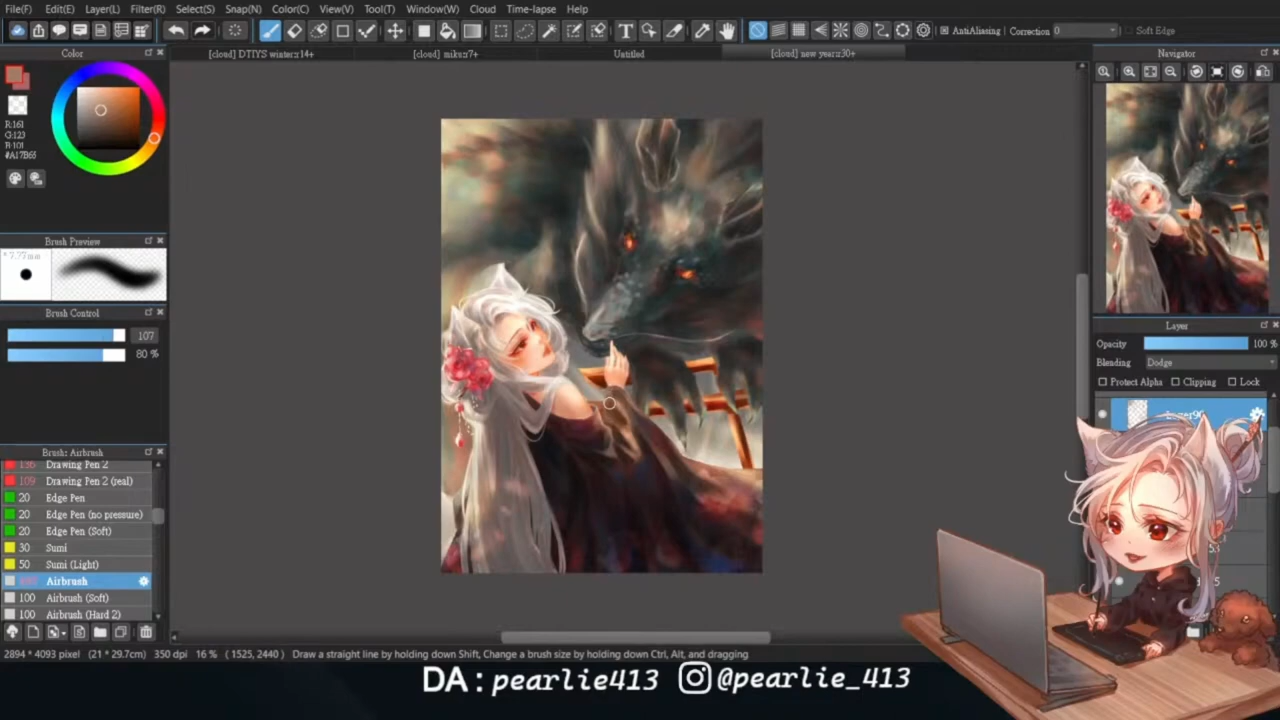 File(F) Edit(E) Layer(L) Filter(R) Select(S) Snap(N) Color(C) View(V) Tool(T) Window(W) Cloud Time-lapse Help
AntiAliasing Correction 0 Soft Edge
Color
[cloud] DTIYS winterx14+ [cloud] mikux7+ Untitled [cloud] new yearx30+
Navigator
R:161
G:123
B:101
#A17B65
Brush Preview
* 7.77mm
Brush Control
107
80 %
Layer
Opacity 100 %
Blending Dodge
Protect Alpha Clipping Lock
Brush: Airbrush
Drawing Pen 2
109 Drawing Pen 2 (real)
20 Edge Pen
20 Edge Pen (no pressure)
20 Edge Pen (Soft)
30 Sumi
50 Sumi (Light)
Airbrush
100 Airbrush (Soft)
100 Airbrush (Hard 2)
2894 * 4093 pixel (21 * 29.7cm) 350 dpi 16 % ( 1525, 2440 ) Draw a straight line by holding down Shift, Change a brush size by holding down Ctrl, Alt, and dragging
DA : pearlie413 @pearlie_413